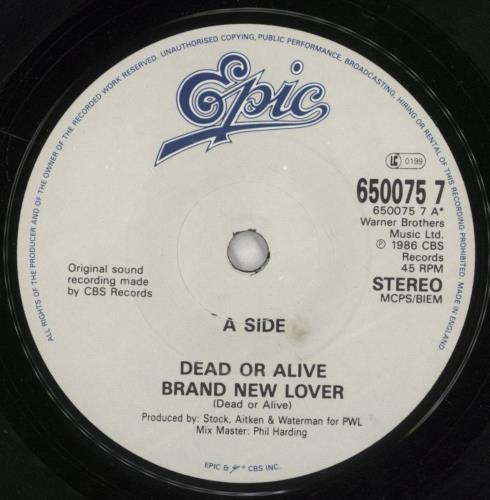 ALL RIGHTS OF THE PRODUCER AND OF THE OWNER OF THE RECORDED WORK RESERVED. UNAUTHORISED COPYING, PUBLIC PERFORMANCE, BROADCASTING, HIRING OR RENTAL OF THIS RECORDING PROHIBITED. MADE IN ENGLAND.
Epic
LC 0199
650075 7
650075 7 A*
Warner Brothers
Music Ltd.
℗ 1986 CBS
Records
45 RPM
STEREO
MCPS/BIEM
Original sound
recording made
by CBS Records
A SIDE
DEAD OR ALIVE
BRAND NEW LOVER
(Dead or Alive)
Produced by: Stock, Aitken & Waterman for PWL
Mix Master: Phil Harding
EPIC & CBS INC.